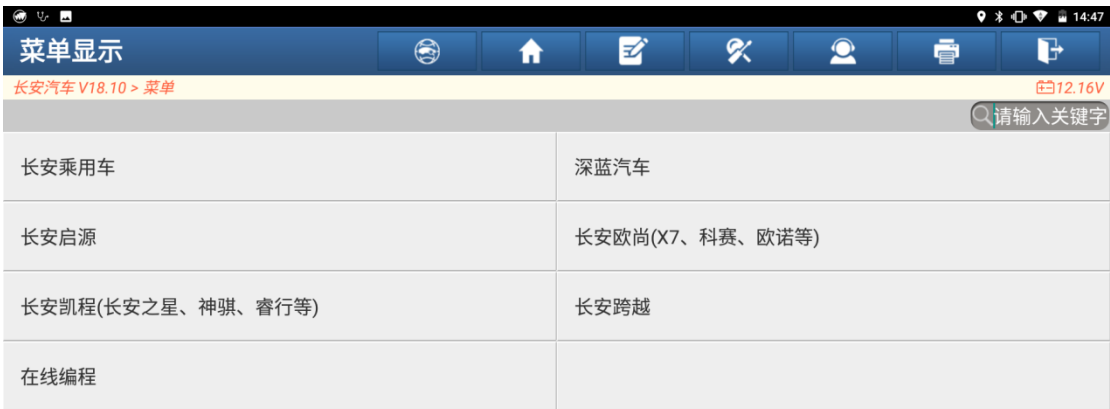 14:47
菜单显示
长安汽车 V18.10 > 菜单
12.16V
请输入关键字
长安乘用车
深蓝汽车
长安启源
长安欧尚(X7、科赛、欧诺等)
长安凯程(长安之星、神骐、睿行等)
长安跨越
在线编程